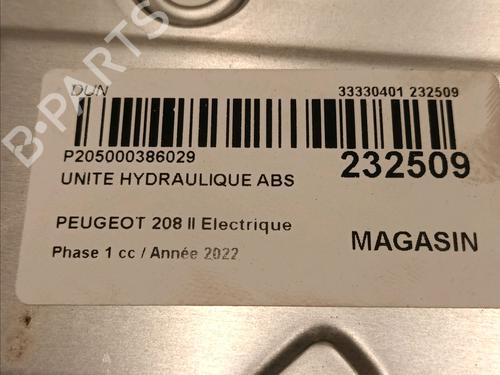 B-PARTS
DUN
33330401 232509
P205000386029
232509
UNITE HYDRAULIQUE ABS
PEUGEOT 208 II Electrique
MAGASIN
Phase 1 cc / Année 2022